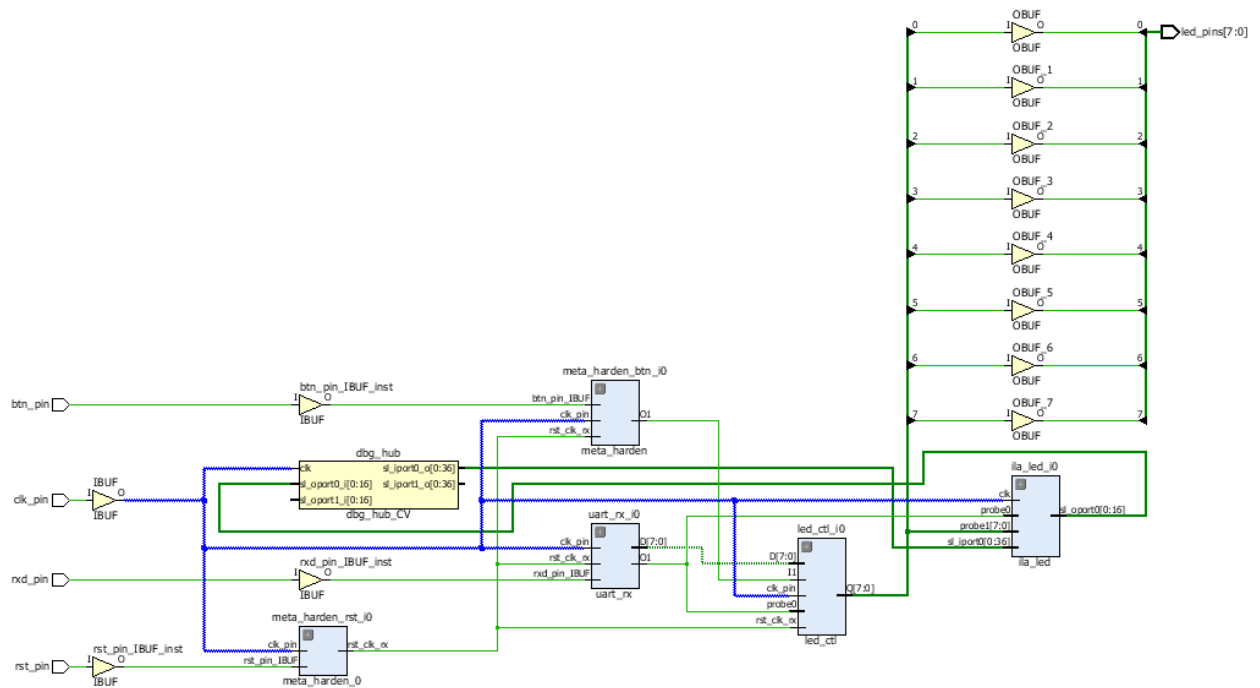 OBUF
0 I O 0 led_pins[7:0]
OBUF
OBUF_1
1 I O 1
OBUF
OBUF_2
2 I O 2
OBUF
OBUF_3
3 I O 3
OBUF
OBUF_4
4 I O 4
OBUF
OBUF_5
5 I O 5
OBUF
OBUF_6
6 I O 6
OBUF
OBUF_7
7 I O 7
OBUF
meta_harden_btn_i0
btn_pin_IBUF_inst
btn_pin I O btn_pin_IBUF
IBUF clk_pin O1
rst_clk_rx
meta_harden
dbg_hub
clk sl_iport0_o[0:36]
sl_oport0_i[0:16] sl_iport1_o[0:36]
sl_oport1_i[0:16]
dbg_hub_CV
IBUF
clk_pin I O
IBUF
ila_led_i0
clk
probe0 sl_oport0[0:16]
probe1[7:0]
sl_iport0[0:36]
ila_led
uart_rx_i0
clk_pin D[7:0]
rst_clk_rx O1
rxd_pin_IBUF
uart_rx
rxd_pin_IBUF_inst
rxd_pin I O
IBUF
led_ctl_i0
D[7:0]
I1
clk_pin Q[7:0]
probe0
rst_clk_rx
led_ctl
meta_harden_rst_i0
clk_pin rst_clk_rx
rst_pin_IBUF
meta_harden_0
rst_pin_IBUF_inst
rst_pin I O
IBUF